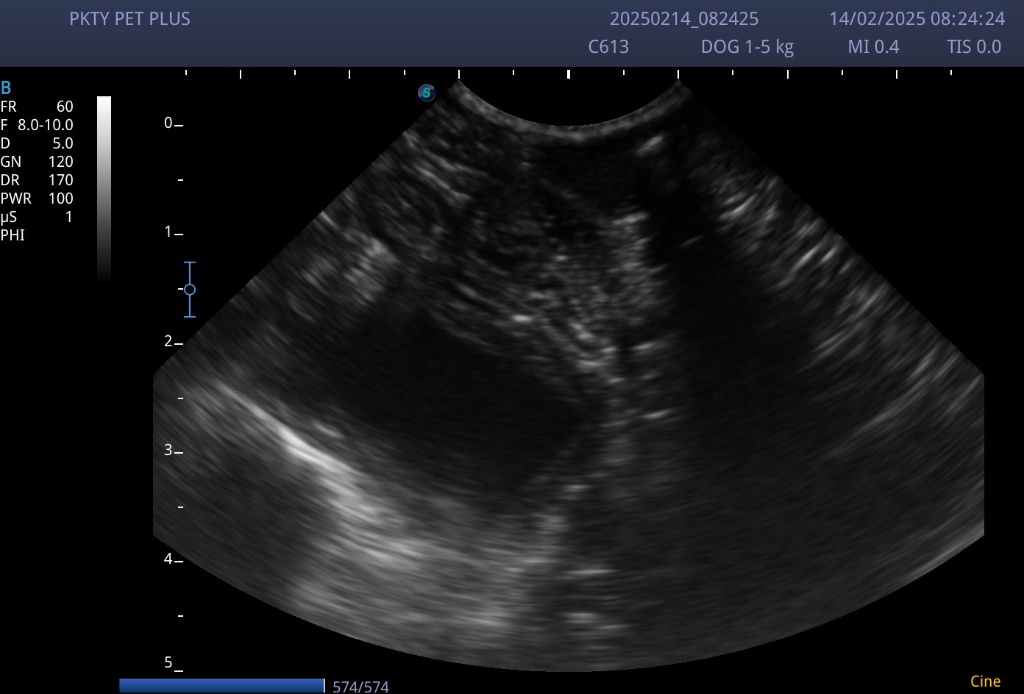 PKTY PET PLUS
20250214_082425 14/02/2025 08:24:24
C613 DOG 1-5 kg MI 0.4 TIS 0.0
B
FR 60
F 8.0-10.0
D 5.0
GN 120
DR 170
PWR 100
µS 1
PHI
S
0
1
2
3
4
5
574/574
Cine